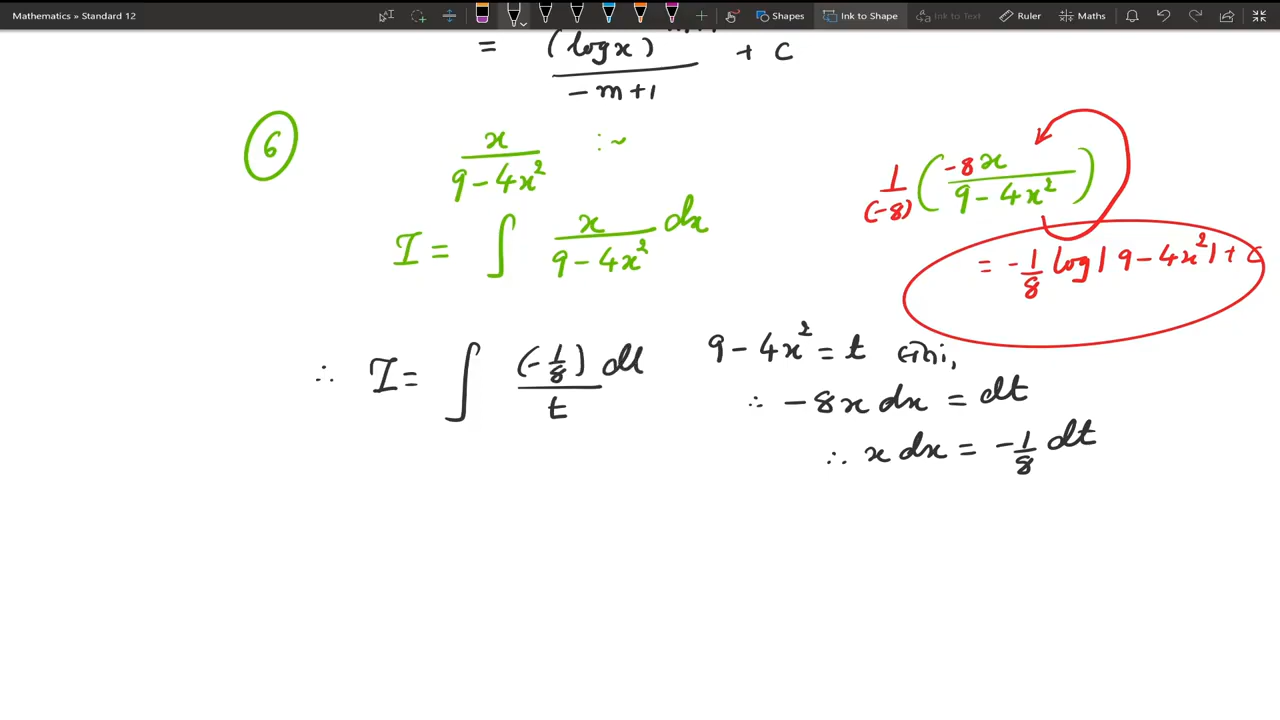 Mathematics » Standard 12
Shapes
Ink to Shape
Ink to Text
Ruler
Maths
= (log x) / -m+1 + c
6
x / 9-4x² :~
I = ∫ x / 9-4x² dx
1/(-8) ( -8x / 9-4x² )
= -1/8 log | 9-4x² | + c
∴ I = ∫ (-1/8) dt / t
9-4x² = t
∴ -8x dx = dt
∴ x dx = -1/8 dt